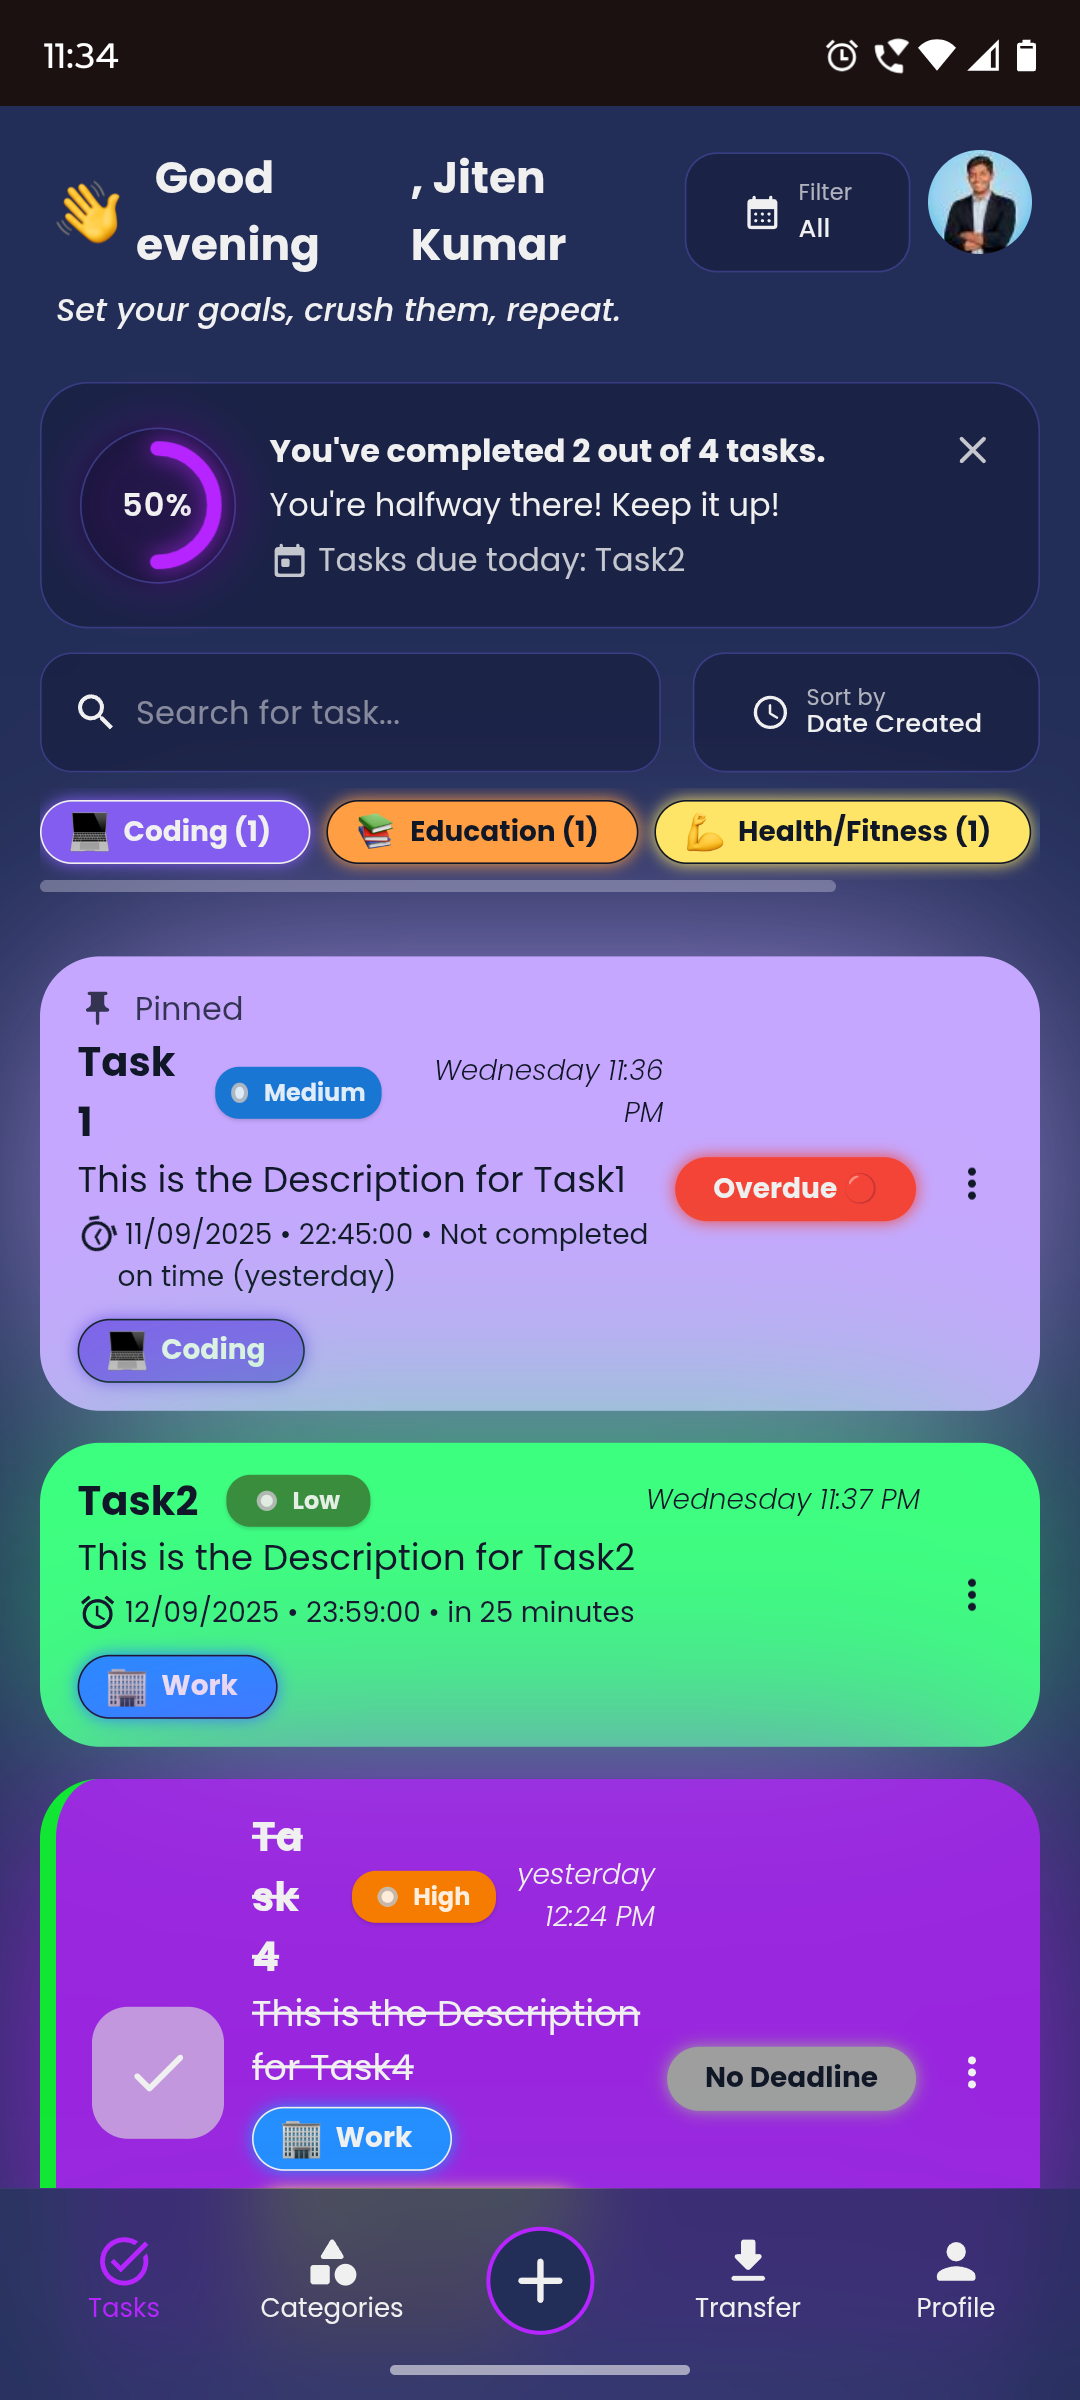 11:34
Good evening, Jiten Kumar
Filter
All
Set your goals, crush them, repeat.
50%
You've completed 2 out of 4 tasks.
You're halfway there! Keep it up!
Tasks due today: Task2
Search for task...
Sort by
Date Created
Coding (1)
Education (1)
Health/Fitness (1)
Pinned
Task
1
Medium
Wednesday 11:36
PM
This is the Description for Task1
Overdue
11/09/2025 • 22:45:00 • Not completed
on time (yesterday)
Coding
Task2
Low
Wednesday 11:37 PM
This is the Description for Task2
12/09/2025 • 23:59:00 • in 25 minutes
Work
Ta
sk
4
High
yesterday
12:24 PM
This is the Description
for Task4
No Deadline
Work
Tasks
Categories
Transfer
Profile